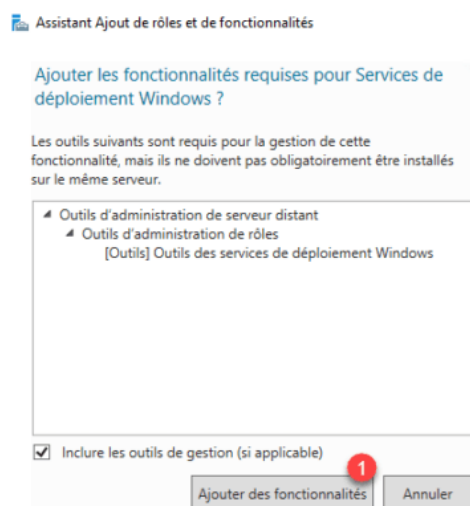 Assistant Ajout de rôles et de fonctionnalités
Ajouter les fonctionnalités requises pour Services de
déploiement Windows ?
Les outils suivants sont requis pour la gestion de cette
fonctionnalité, mais ils ne doivent pas obligatoirement être installés
sur le même serveur.
Outils d'administration de serveur distant
Outils d'administration de rôles
[Outils] Outils des services de déploiement Windows
Inclure les outils de gestion (si applicable)
1
Ajouter des fonctionnalités
Annuler